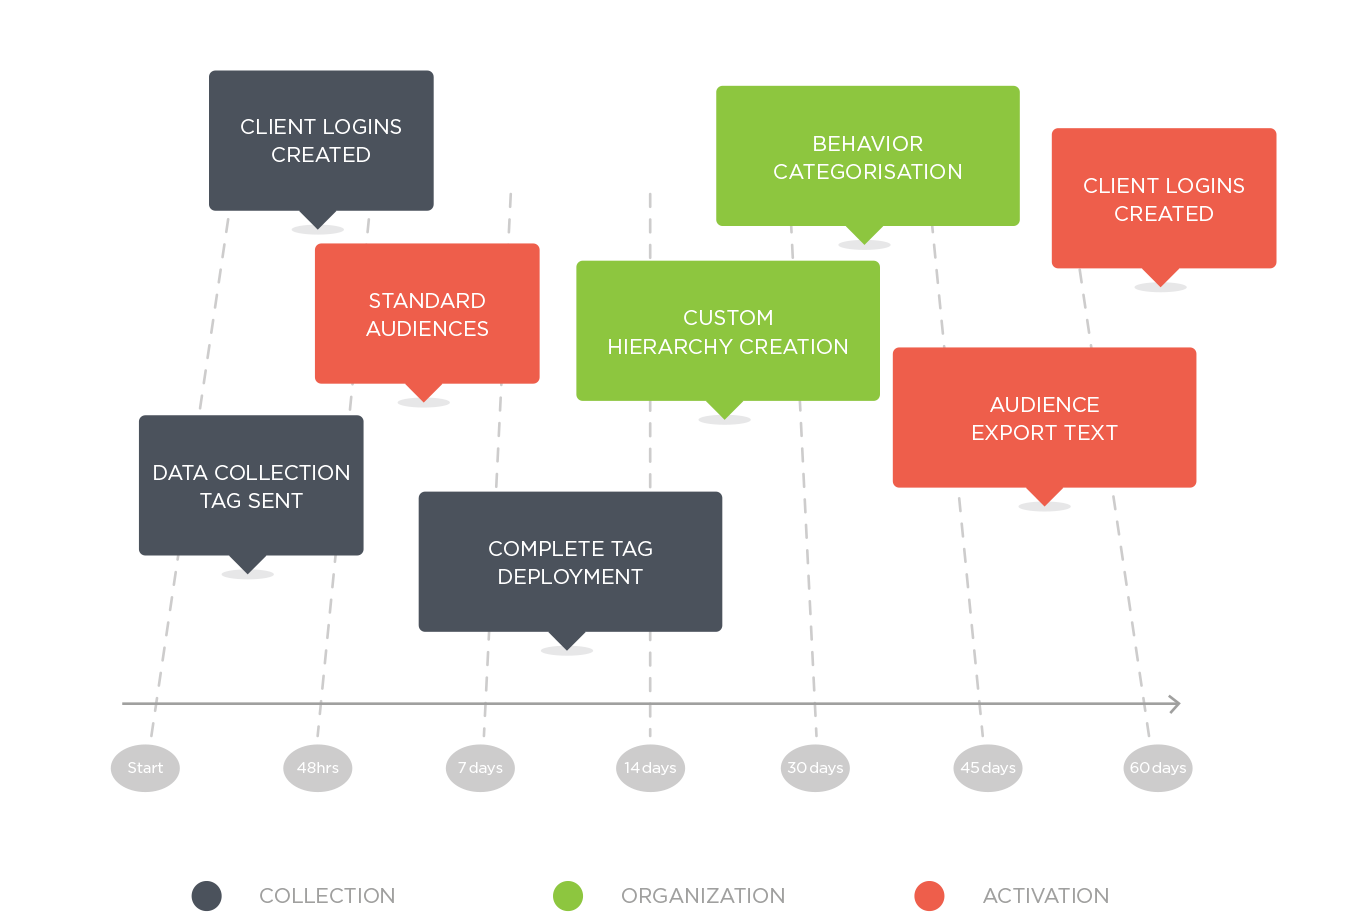 CLIENT LOGINS
CREATED
BEHAVIOR
CATEGORISATION
CLIENT LOGINS
CREATED
STANDARD
AUDIENCES
CUSTOM
HIERARCHY CREATION
AUDIENCE
EXPORT TEXT
DATA COLLECTION
TAG SENT
COMPLETE TAG
DEPLOYMENT
Start
48hrs
7 days
14 days
30 days
45 days
60 days
COLLECTION
ORGANIZATION
ACTIVATION